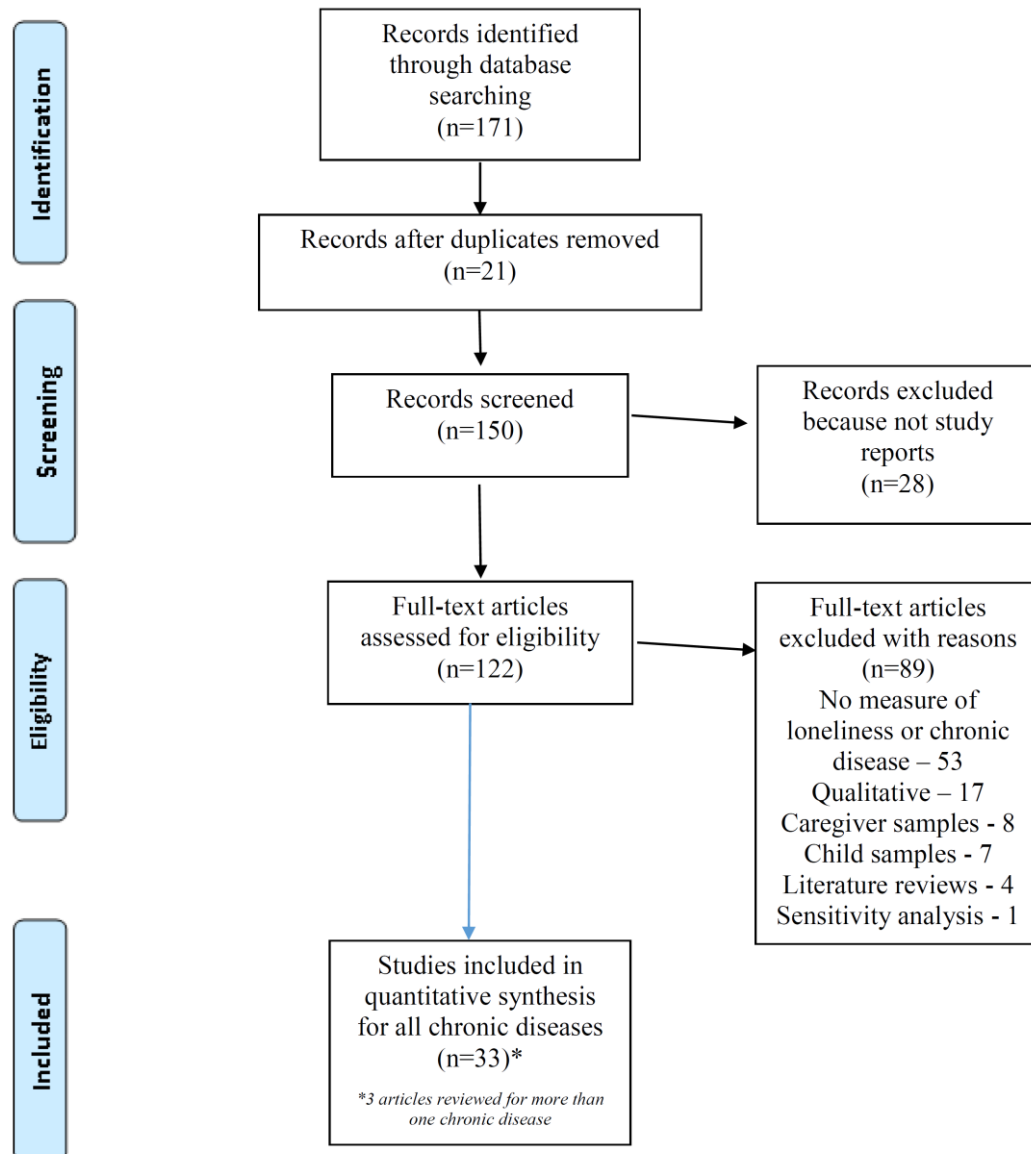 Identification
Records identified
through database
searching
(n=171)
Records after duplicates removed
(n=21)
Screening
Records screened
(n=150)
Records excluded
because not study
reports
(n=28)
Eligibility
Full-text articles
assessed for eligibility
(n=122)
Full-text articles
excluded with reasons
(n=89)
No measure of
loneliness or chronic
disease – 53
Qualitative – 17
Caregiver samples - 8
Child samples - 7
Literature reviews - 4
Sensitivity analysis - 1
Included
Studies included in
quantitative synthesis
for all chronic diseases
(n=33)*
*3 articles reviewed for more than
one chronic disease